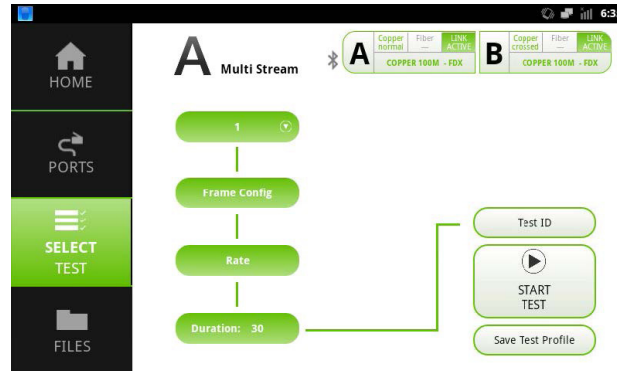 6:3
HOME
PORTS
SELECT
TEST
FILES
A Multi Stream
A
Copper
normal
Fiber
---
LINK
ACTIVE
COPPER 100M - FDX
B
Copper
crossed
Fiber
---
LINK
ACTIVE
COPPER 100M - FDX
1
Frame Config
Rate
Duration: 30
Test ID
START
TEST
Save Test Profile